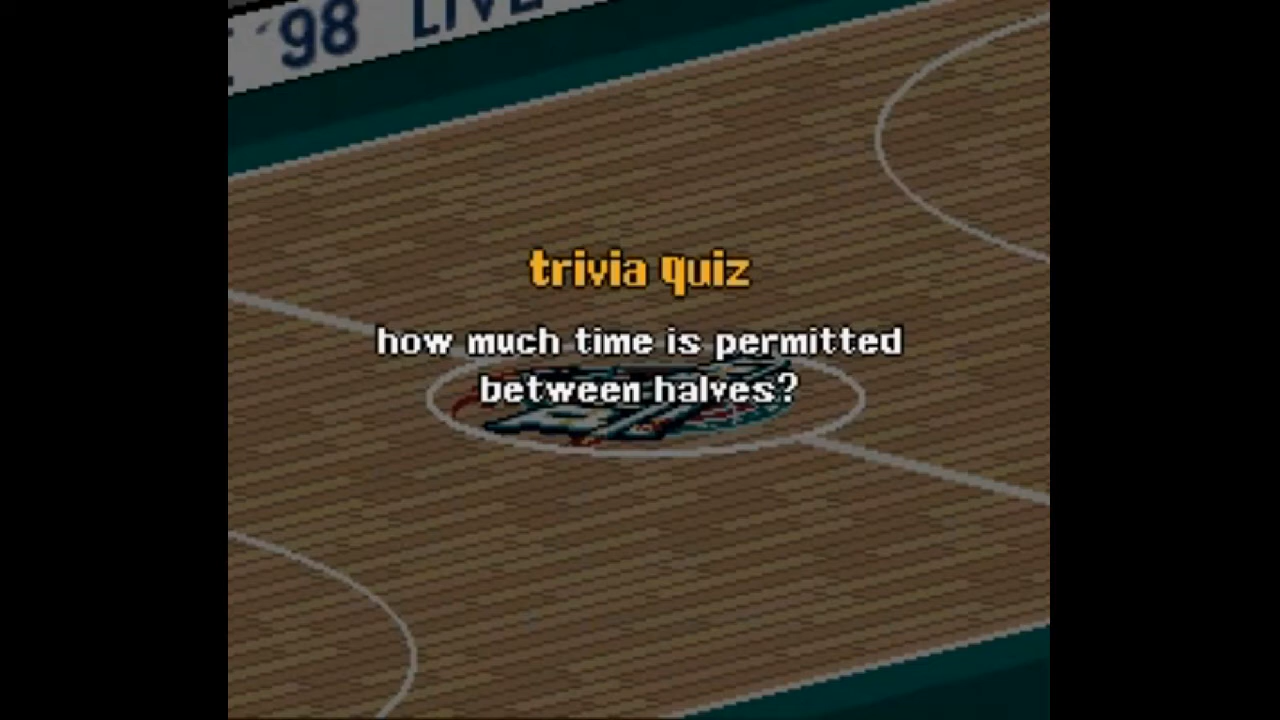 '98 LIVE
trivia quiz
how much time is permitted
between halves?